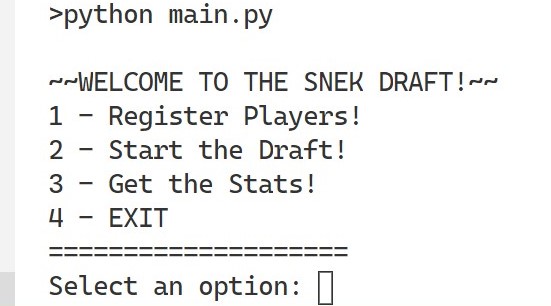 >python main.py
~~WELCOME TO THE SNEK DRAFT!~~
1 - Register Players!
2 - Start the Draft!
3 - Get the Stats!
4 - EXIT
====================
Select an option: